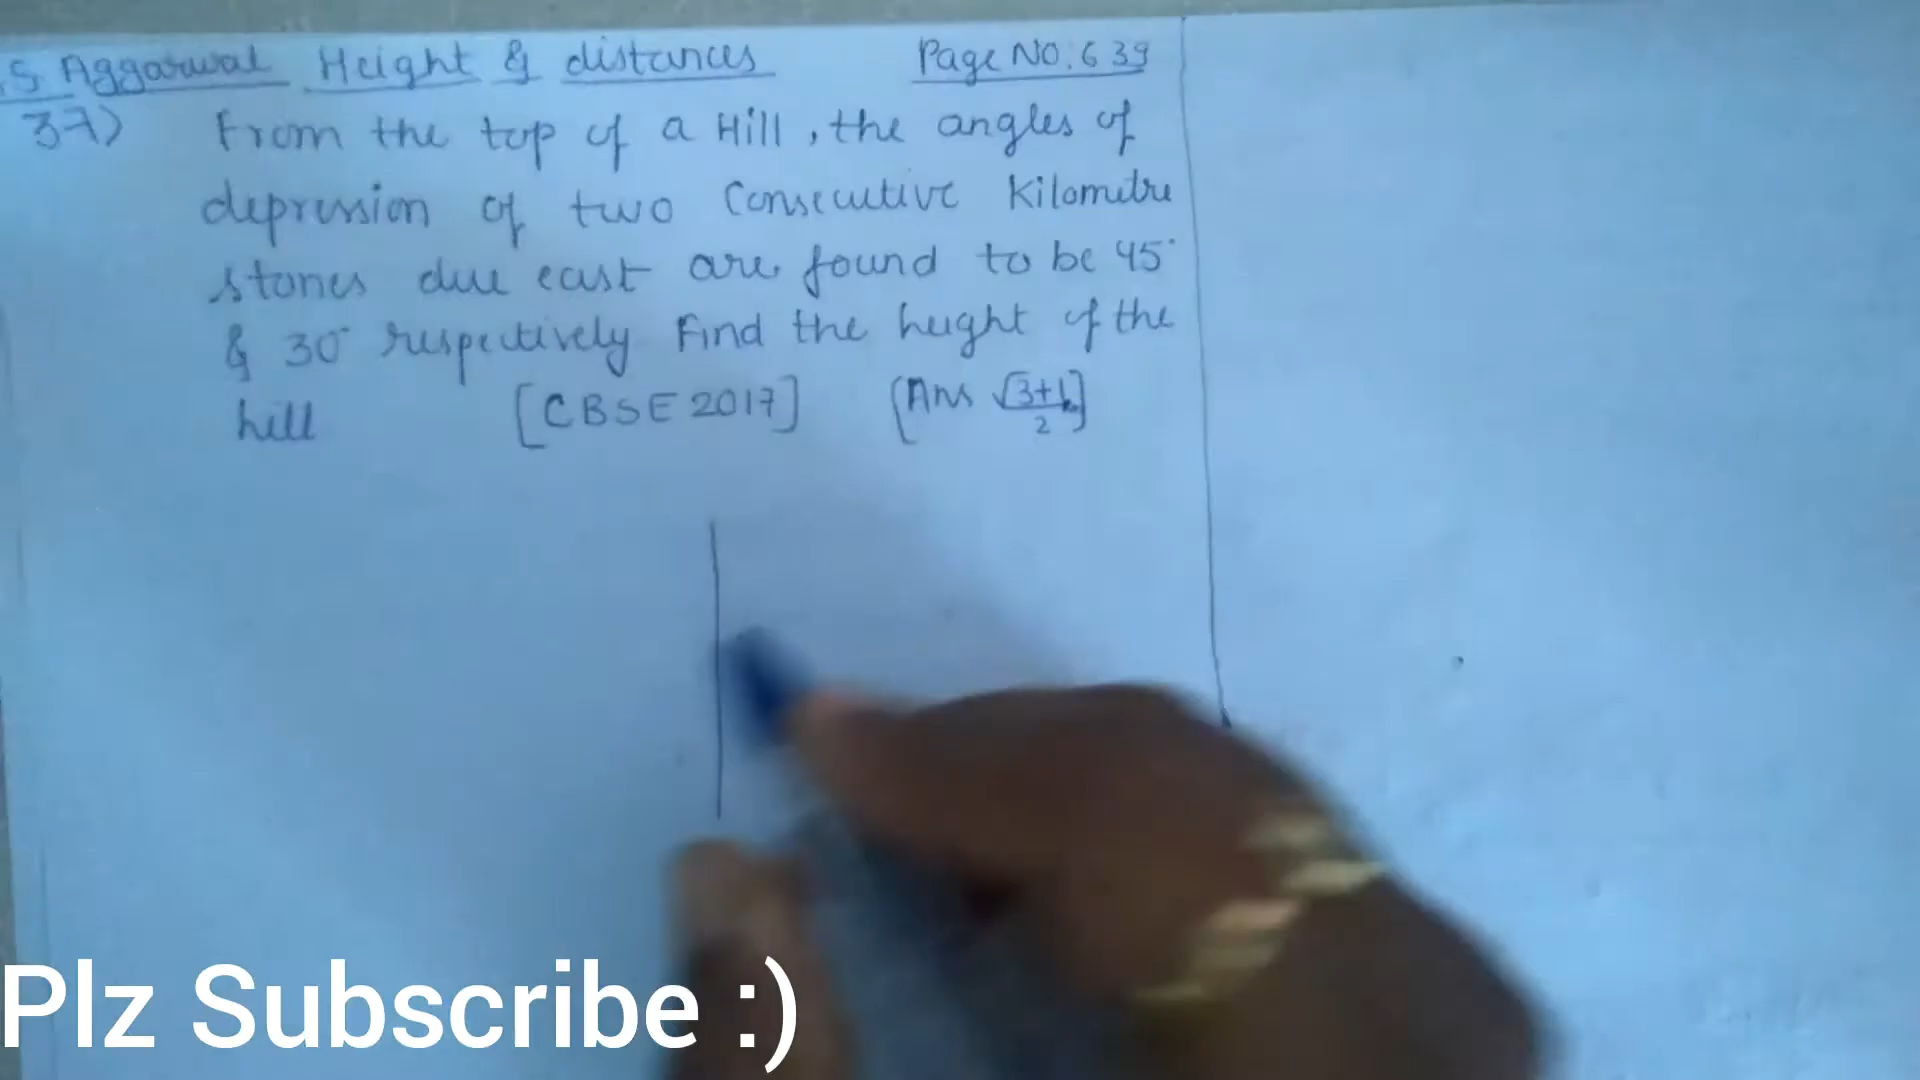 .S. Aggarwal Height & distances Page No: 639
37) From the top of a Hill, the angles of
depression of two Consecutive Kilometre
stones due east are found to be 45°
& 30° respectively Find the height of the
hill [CBSE 2017] [Ans √3+1/2]
Plz Subscribe :)